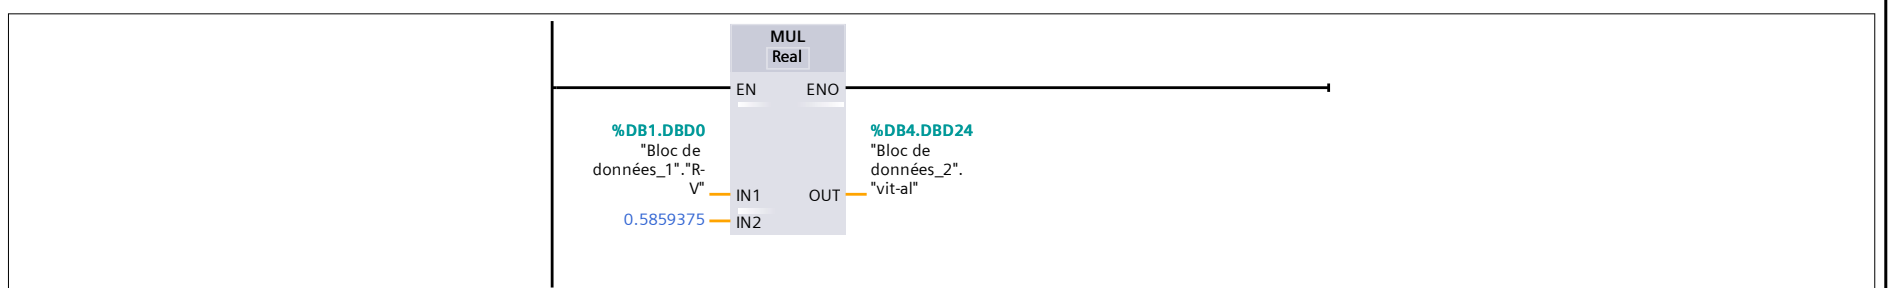 MUL
Real
EN ENO
%DB1.DBD0
"Bloc de
données_1"."R-
V"
IN1
0.5859375
IN2
%DB4.DBD24
"Bloc de
données_2".
"vit-al"
OUT